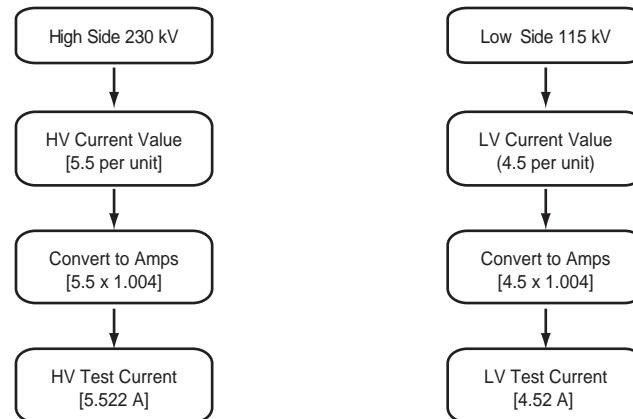 High Side 230 kV
HV Current Value
[5.5 per unit]
Convert to Amps
[5.5 x 1.004]
HV Test Current
[5.522 A]
Low Side 115 kV
LV Current Value
(4.5 per unit)
Convert to Amps
[4.5 x 1.004]
LV Test Current
[4.52 A]